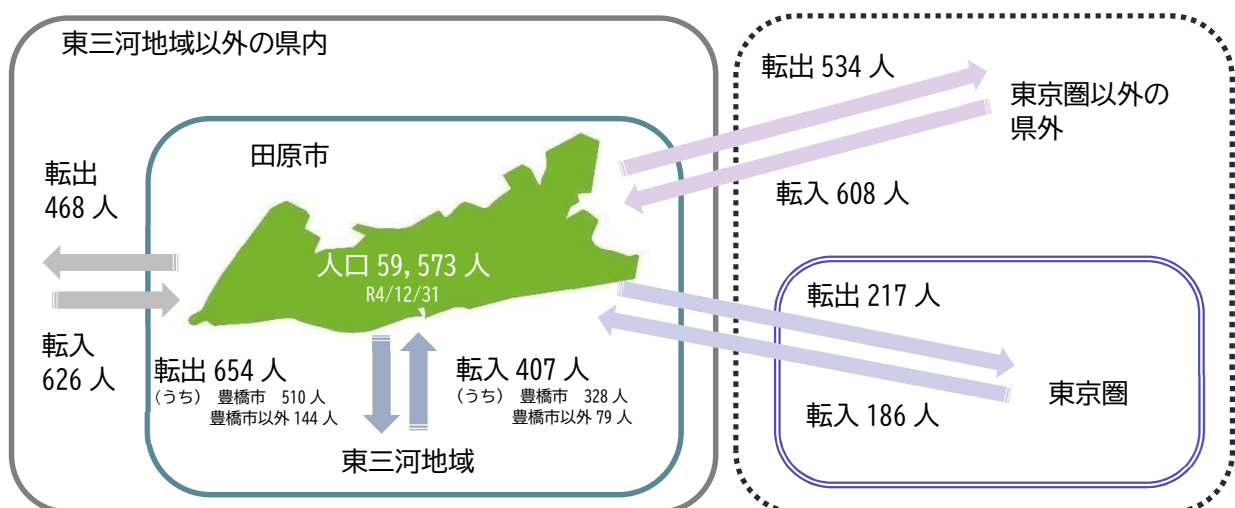 東三河地域以外の県内
転出 534 人
東京圏以外の
県外
田原市
転出
468 人
転入 608 人
人口 59,573 人
R4/12/31
転出 217 人
転入
626 人
転出 654 人
(うち) 豊橋市 510 人
豊橋市以外 144 人
転入 407 人
(うち) 豊橋市 328 人
豊橋市以外 79 人
東京圏
転入 186 人
東三河地域